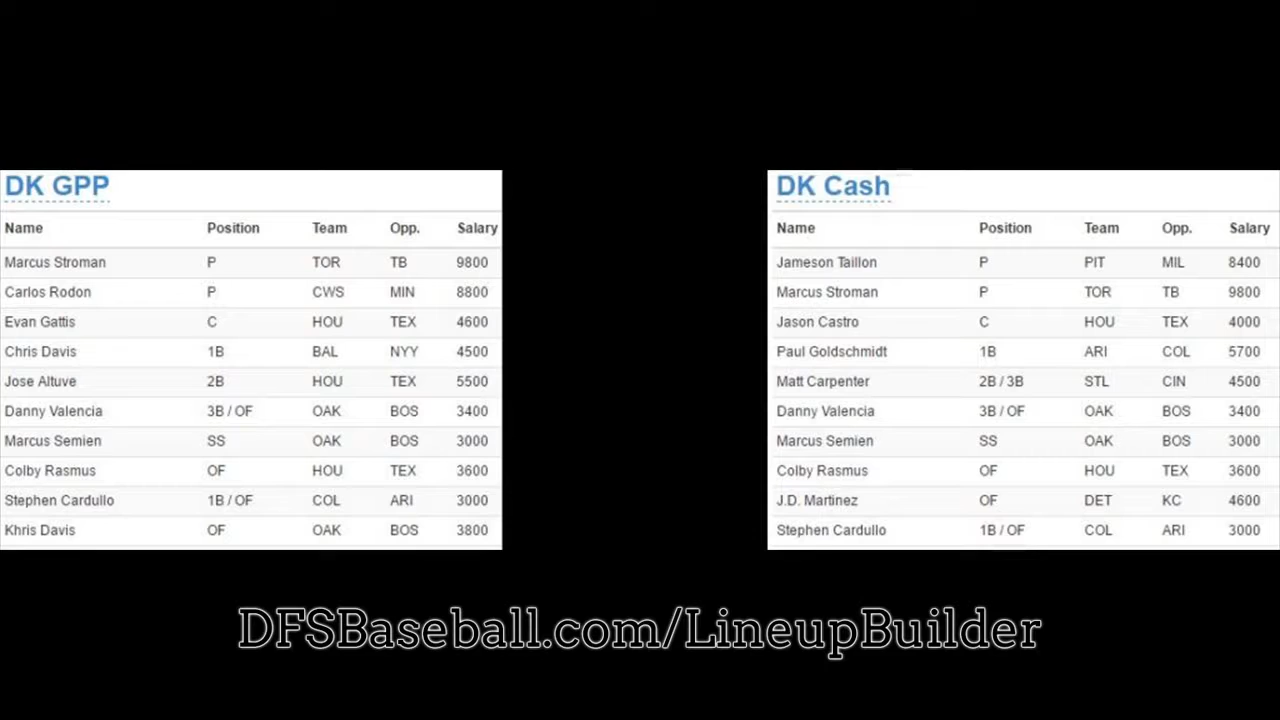 DK GPP
Name Position Team Opp. Salary
Marcus Stroman P TOR TB 9800
Carlos Rodon P CWS MIN 8800
Evan Gattis C HOU TEX 4600
Chris Davis 1B BAL NYY 4500
Jose Altuve 2B HOU TEX 5500
Danny Valencia 3B / OF OAK BOS 3400
Marcus Semien SS OAK BOS 3000
Colby Rasmus OF HOU TEX 3600
Stephen Cardullo 1B / OF COL ARI 3000
Khris Davis OF OAK BOS 3800
DK Cash
Name Position Team Opp. Salary
Jameson Taillon P PIT MIL 8400
Marcus Stroman P TOR TB 9800
Jason Castro C HOU TEX 4000
Paul Goldschmidt 1B ARI COL 5700
Matt Carpenter 2B / 3B STL CIN 4500
Danny Valencia 3B / OF OAK BOS 3400
Marcus Semien SS OAK BOS 3000
Colby Rasmus OF HOU TEX 3600
J.D. Martinez OF DET KC 4600
Stephen Cardullo 1B / OF COL ARI 3000
DFSBaseball.com/LineupBuilder